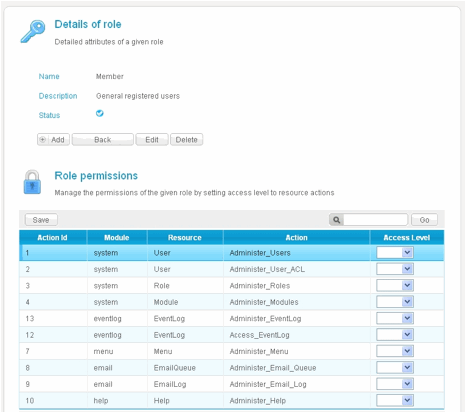 Details of role
Detailed attributes of a given role
Name Member
Description General registered users
Status
Add Back Edit Delete
Role permissions
Manage the permissions of the given role by setting access level to resource actions
Save Go
Action Id Module Resource Action Access Level
1 system User Administer_Users
2 system User Administer_User_ACL
3 system Role Administer_Roles
4 system Module Administer_Modules
13 eventlog EventLog Administer_EventLog
12 eventlog EventLog Access_EventLog
7 menu Menu Administer_Menu
8 email EmailQueue Administer_Email_Queue
9 email EmailLog Administer_Email_Log
10 help Help Administer_Help